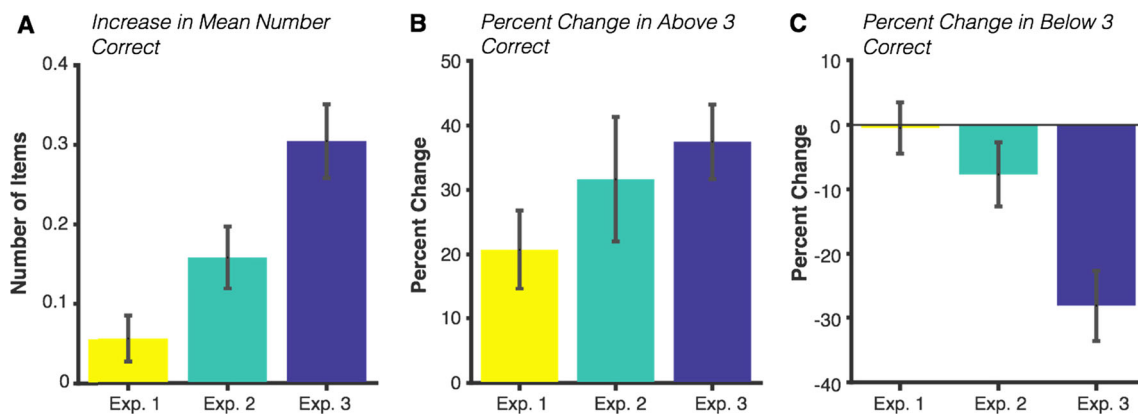 A
Increase in Mean Number
Correct
Number of Items
0.4
0.3
0.2
0.1
0
Exp. 1
Exp. 2
Exp. 3
B
Percent Change in Above 3
Correct
Percent Change
50
40
30
20
10
0
Exp. 1
Exp. 2
Exp. 3
C
Percent Change in Below 3
Correct
Percent Change
10
0
-10
-20
-30
-40
Exp. 1
Exp. 2
Exp. 3